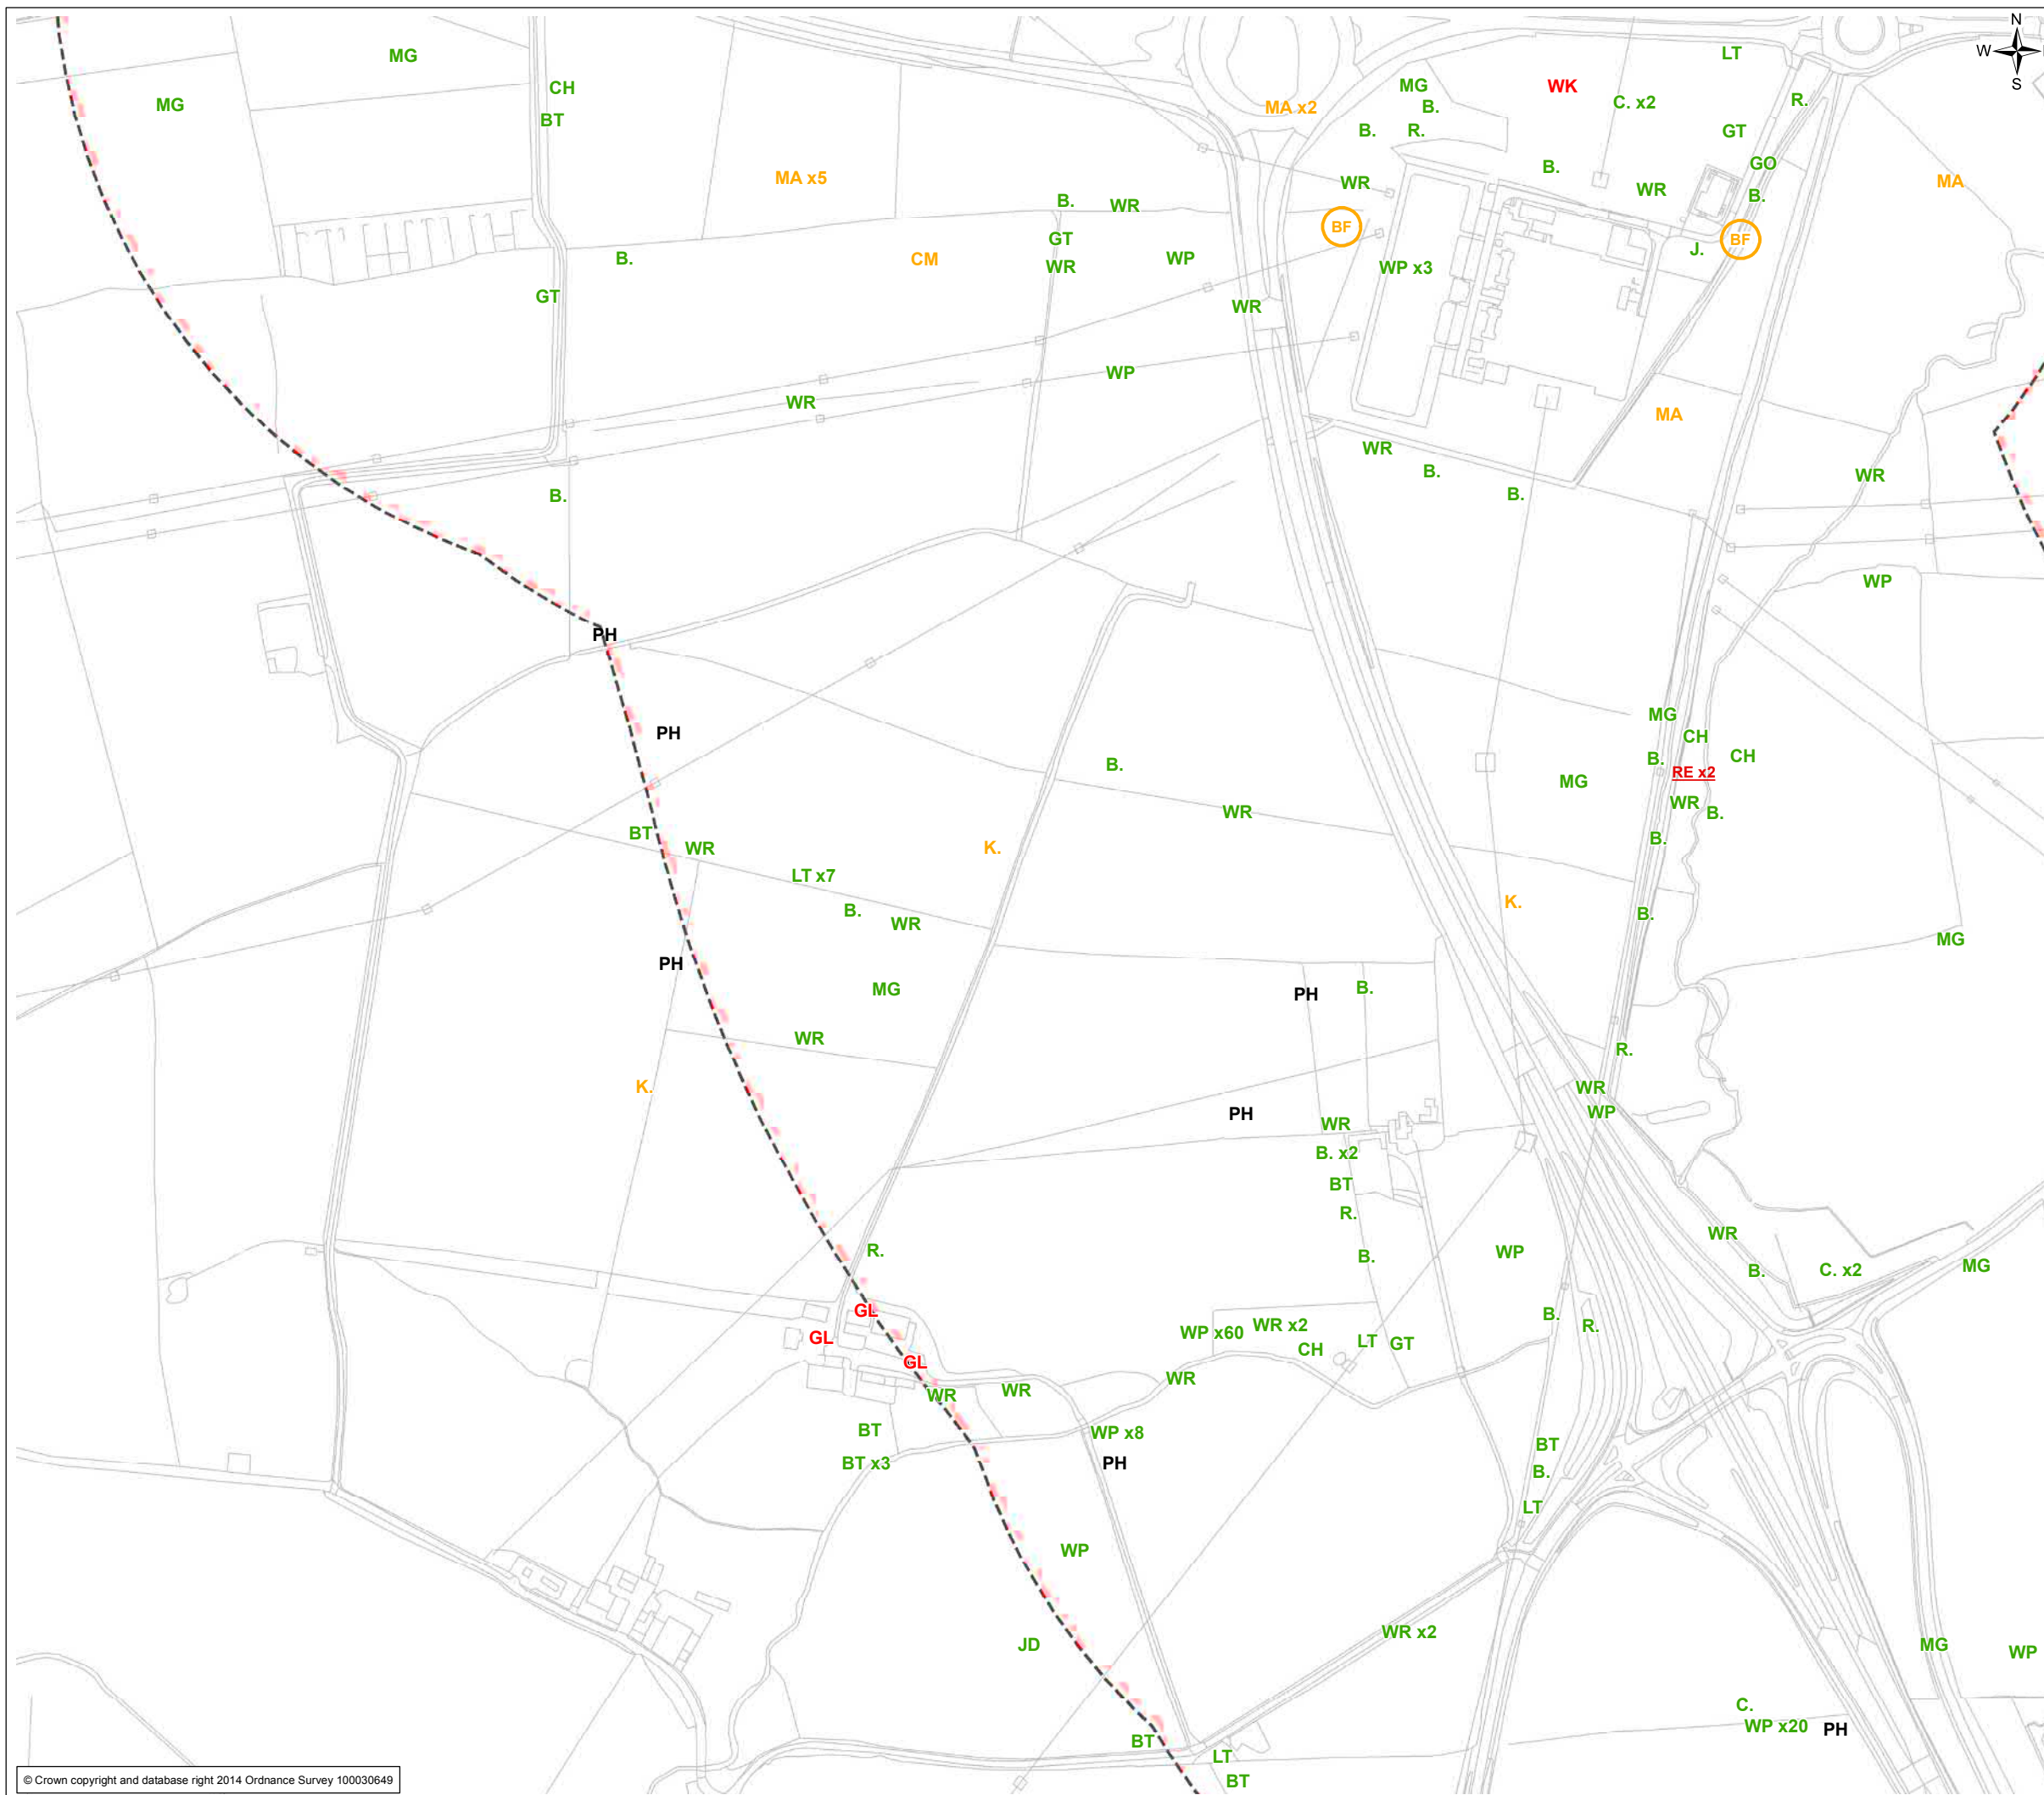 N
W
S
MG
LT
CH
MG
WK
MG
MA x2
B.
C. x2
R.
BT
B.
R.
GT
GO
B.
MA x5
WR
WR
B.
MA
B.
WR
BF
BF
GT
J.
B.
CM
WP
WR
WP x3
GT
WR
WP
WR
MA
WR
B.
WR
B.
B.
WP
PH
MG
PH
CH
CH
B.
B.
RE x2
MG
WR
B.
WR
BT
B.
WR
K.
LT x7
K.
B.
B.
WR
MG
PH
MG
B.
PH
WR
R.
K.
WR
PH
WP
WR
B. x2
BT
R.
WR
R.
WP
B.
MG
B.
C. x2
GL
B.
WR x2
R.
WP x60
GL
LT
GT
CH
GL
WR
WR
WR
BT
WP x8
BT
BT x3
PH
B.
LT
WP
WR x2
JD
MG
WP
C.
WP x20
PH
BT
LT
BT
© Crown copyright and database right 2014 Ordnance Survey 100030649